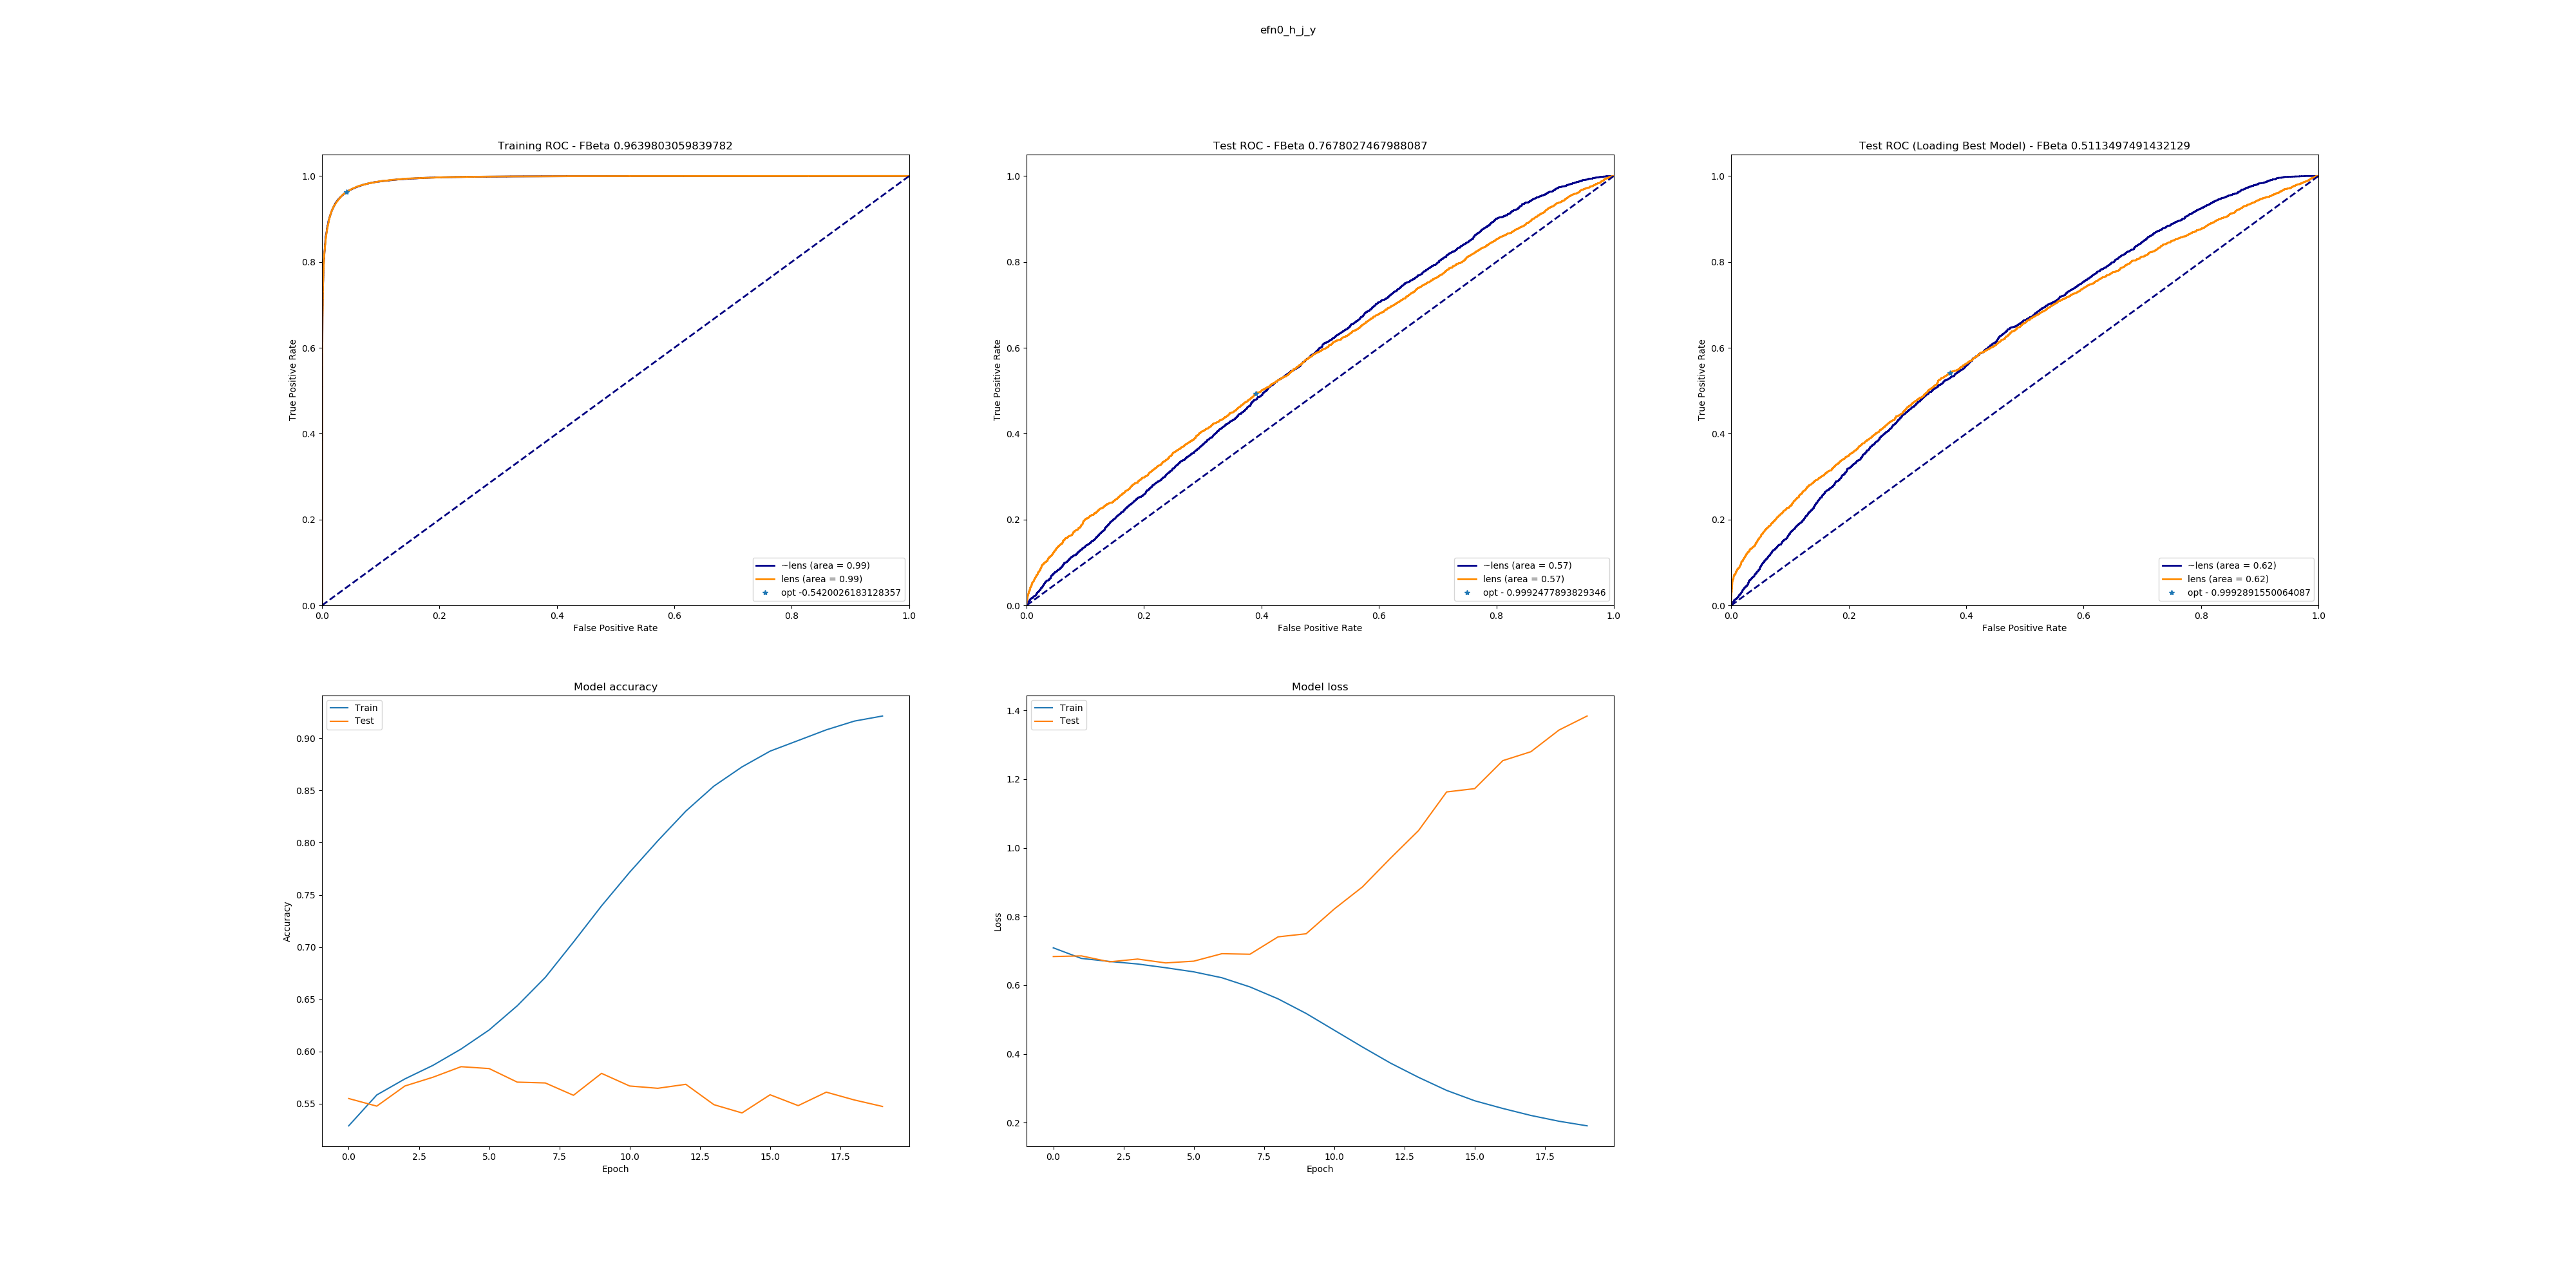 efn0_h_j_y
Training ROC - FBeta 0.9639803059839782
1.0
0.8
0.6
0.4
0.2
0.0
True Positive Rate
~lens (area = 0.99)
lens (area = 0.99)
opt -0.5420026183128357
0.0 0.2 0.4 0.6 0.8 1.0
False Positive Rate
Test ROC - FBeta 0.7678027467988087
1.0
0.8
0.6
0.4
0.2
0.0
True Positive Rate
~lens (area = 0.57)
lens (area = 0.57)
opt - 0.9992477893829346
0.0 0.2 0.4 0.6 0.8 1.0
False Positive Rate
Test ROC (Loading Best Model) - FBeta 0.5113497491432129
1.0
0.8
0.6
0.4
0.2
0.0
True Positive Rate
~lens (area = 0.62)
lens (area = 0.62)
opt - 0.9992891550064087
0.0 0.2 0.4 0.6 0.8 1.0
False Positive Rate
Model accuracy
Train
Test
0.90
0.85
0.80
0.75
0.70
0.65
0.60
0.55
Accuracy
0.0 2.5 5.0 7.5 10.0 12.5 15.0 17.5
Epoch
Model loss
Train
Test
1.4
1.2
1.0
0.8
0.6
0.4
0.2
Loss
0.0 2.5 5.0 7.5 10.0 12.5 15.0 17.5
Epoch